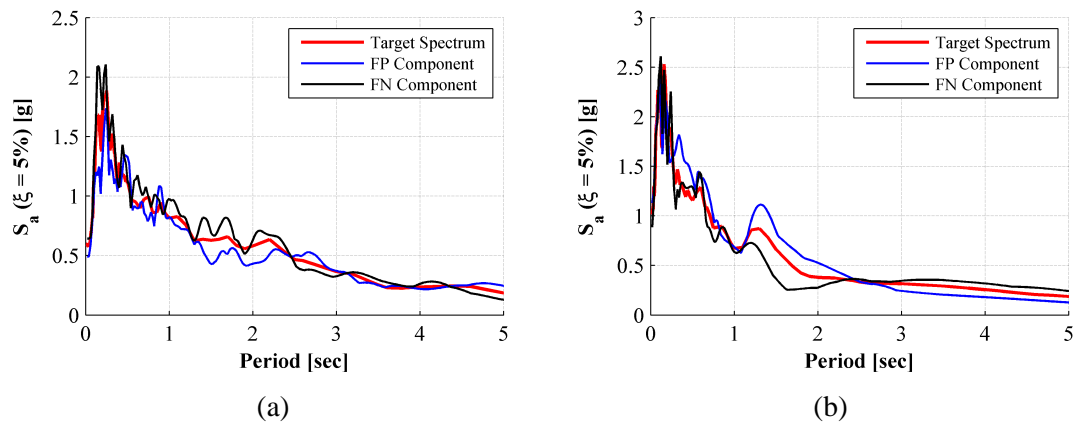 2.5
2
1.5
1
0.5
0
S a (ξ = 5%) [g]
0 1 2 3 4 5
Period [sec]
Target Spectrum
FP Component
FN Component
(a)
3
2.5
2
1.5
1
0.5
0
S a (ξ = 5%) [g]
0 1 2 3 4 5
Period [sec]
Target Spectrum
FP Component
FN Component
(b)